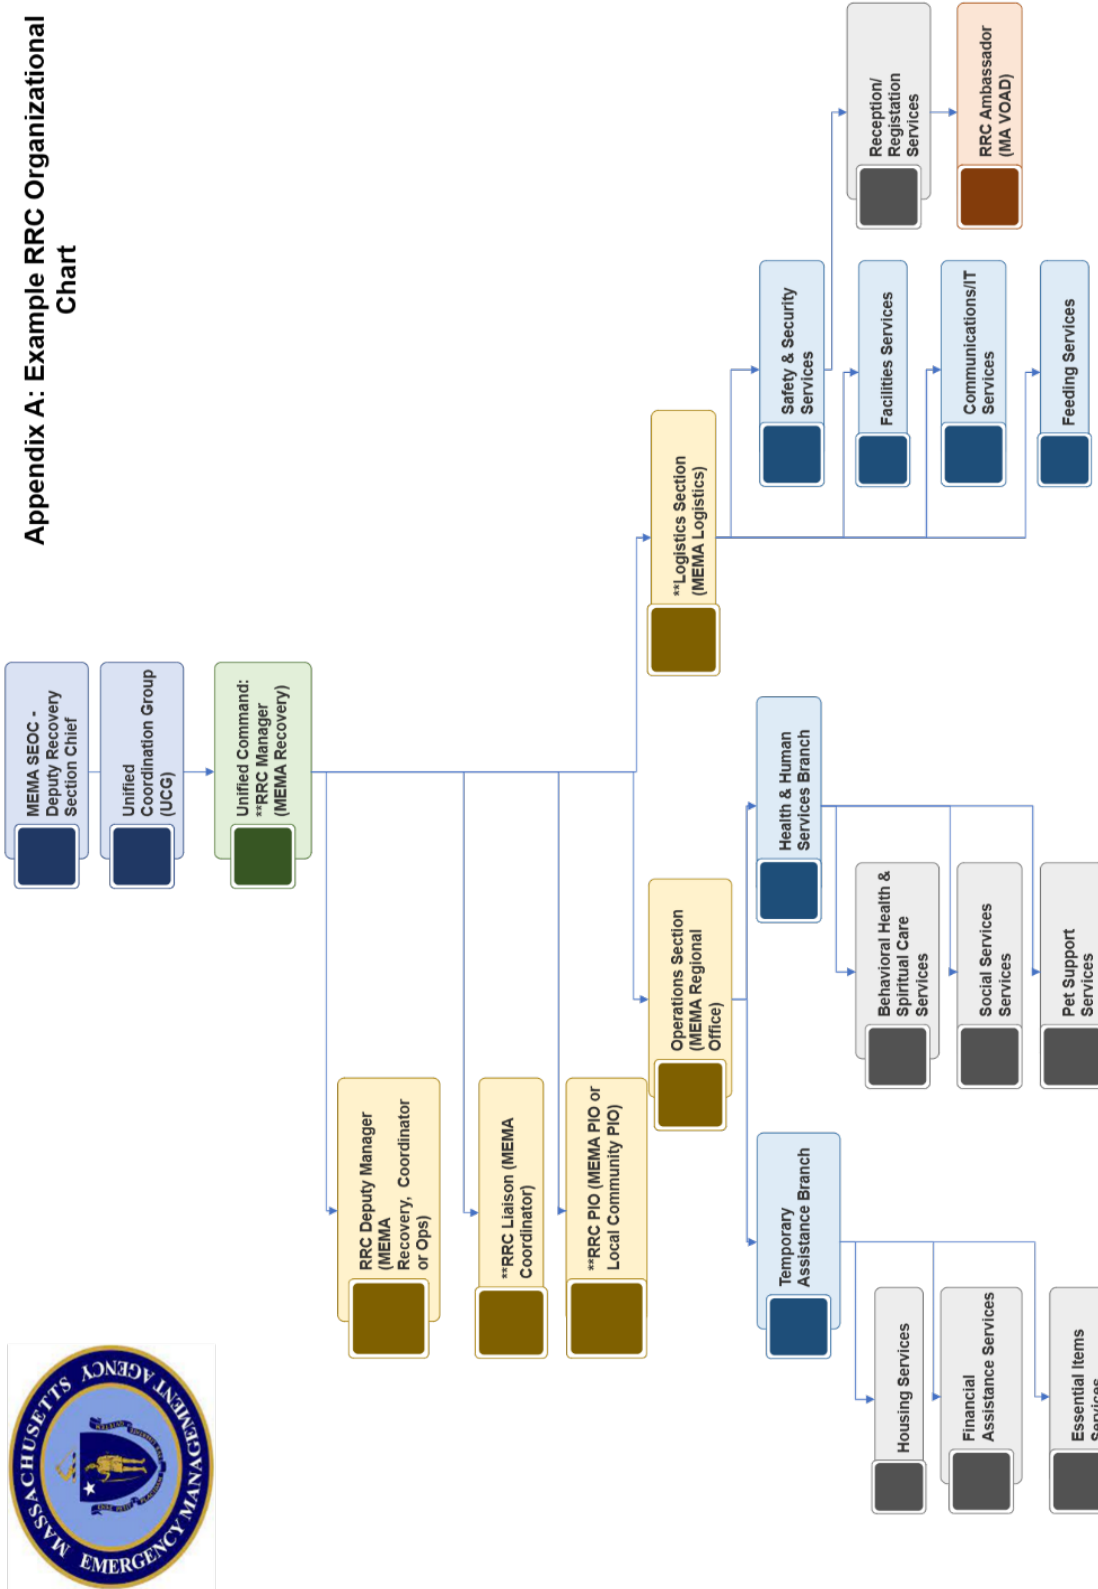 Appendix A: Example RRC Organizational
Chart
MASSACHUSETTS EMERGENCY MANAGEMENT AGENCY
MEMA SEOC -
Deputy Recovery
Section Chief
Unified
Coordination Group
(UCG)
Unified Command:
**RRC Manager
(MEMA Recovery)
RRC Deputy Manager
(MEMA
Recovery, Coordinator
or Ops)
**RRC Liaison (MEMA
Coordinator)
**RRC PIO (MEMA PIO or
Local Community PIO)
Operations Section
(MEMA Regional
Office)
**Logistics Section
(MEMA Logistics)
Temporary
Assistance Branch
Health & Human
Services Branch
Safety & Security
Services
Facilities Services
Communications/IT
Services
Feeding Services
Reception/
Registation
Services
RRC Ambassador
(MA VOAD)
Housing Services
Financial
Assistance Services
Essential Items
Services
Behavioral Health &
Spiritual Care
Services
Social Services
Services
Pet Support
Services